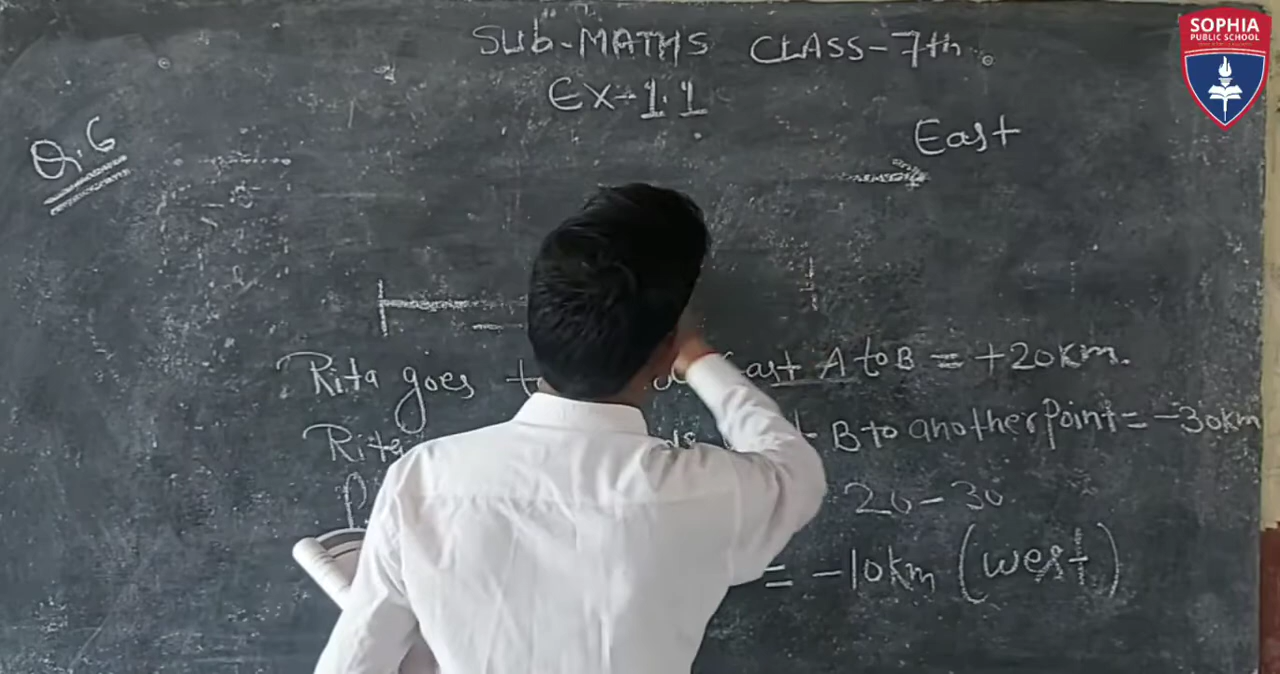 SUB-MATHS CLASS-7th
SOPHIA
PUBLIC SCHOOL
EX-1.1
Q.6
East
Rita goes East A to B = +20km.
Rita B to another point = -30km
20-30
= -10km (west)